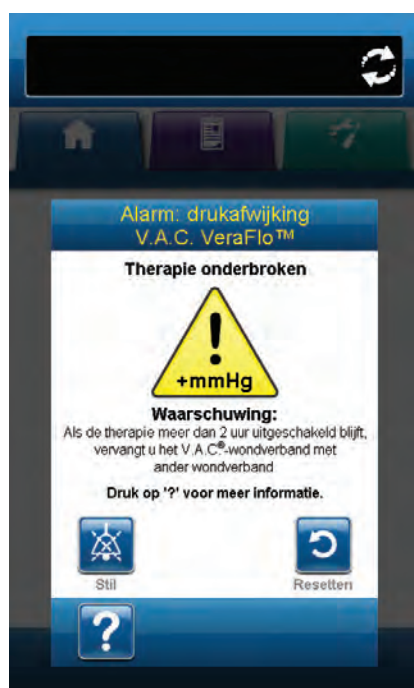 Alarm: drukafwijking
V.A.C. VeraFlo™
Therapie onderbroken
!
+mmHg
Waarschuwing:
Als de therapie meer dan 2 uur uitgeschakeld blijft,
vervangt u het V.A.C.®-wondverband met
ander wondverband
Druk op '?' voor meer informatie.
Stil
Resetten
?